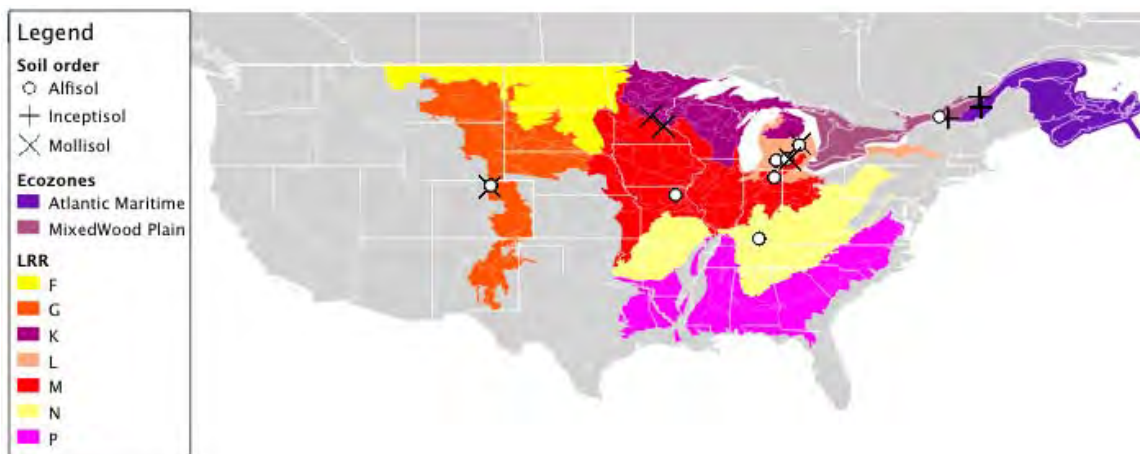 Legend
Soil order
Alfisol
Inceptisol
Mollisol
Ecozones
Atlantic Maritime
MixedWood Plain
LRR
F
G
K
L
M
N
P